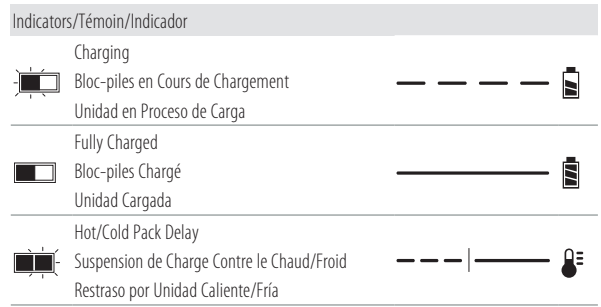 Indicators/Témoin/Indicador
Charging
Bloc-piles en Cours de Chargement
Unidad en Proceso de Carga
Fully Charged
Bloc-piles Chargé
Unidad Cargada
Hot/Cold Pack Delay
Suspension de Charge Contre le Chaud/Froid
Restraso por Unidad Caliente/Fría